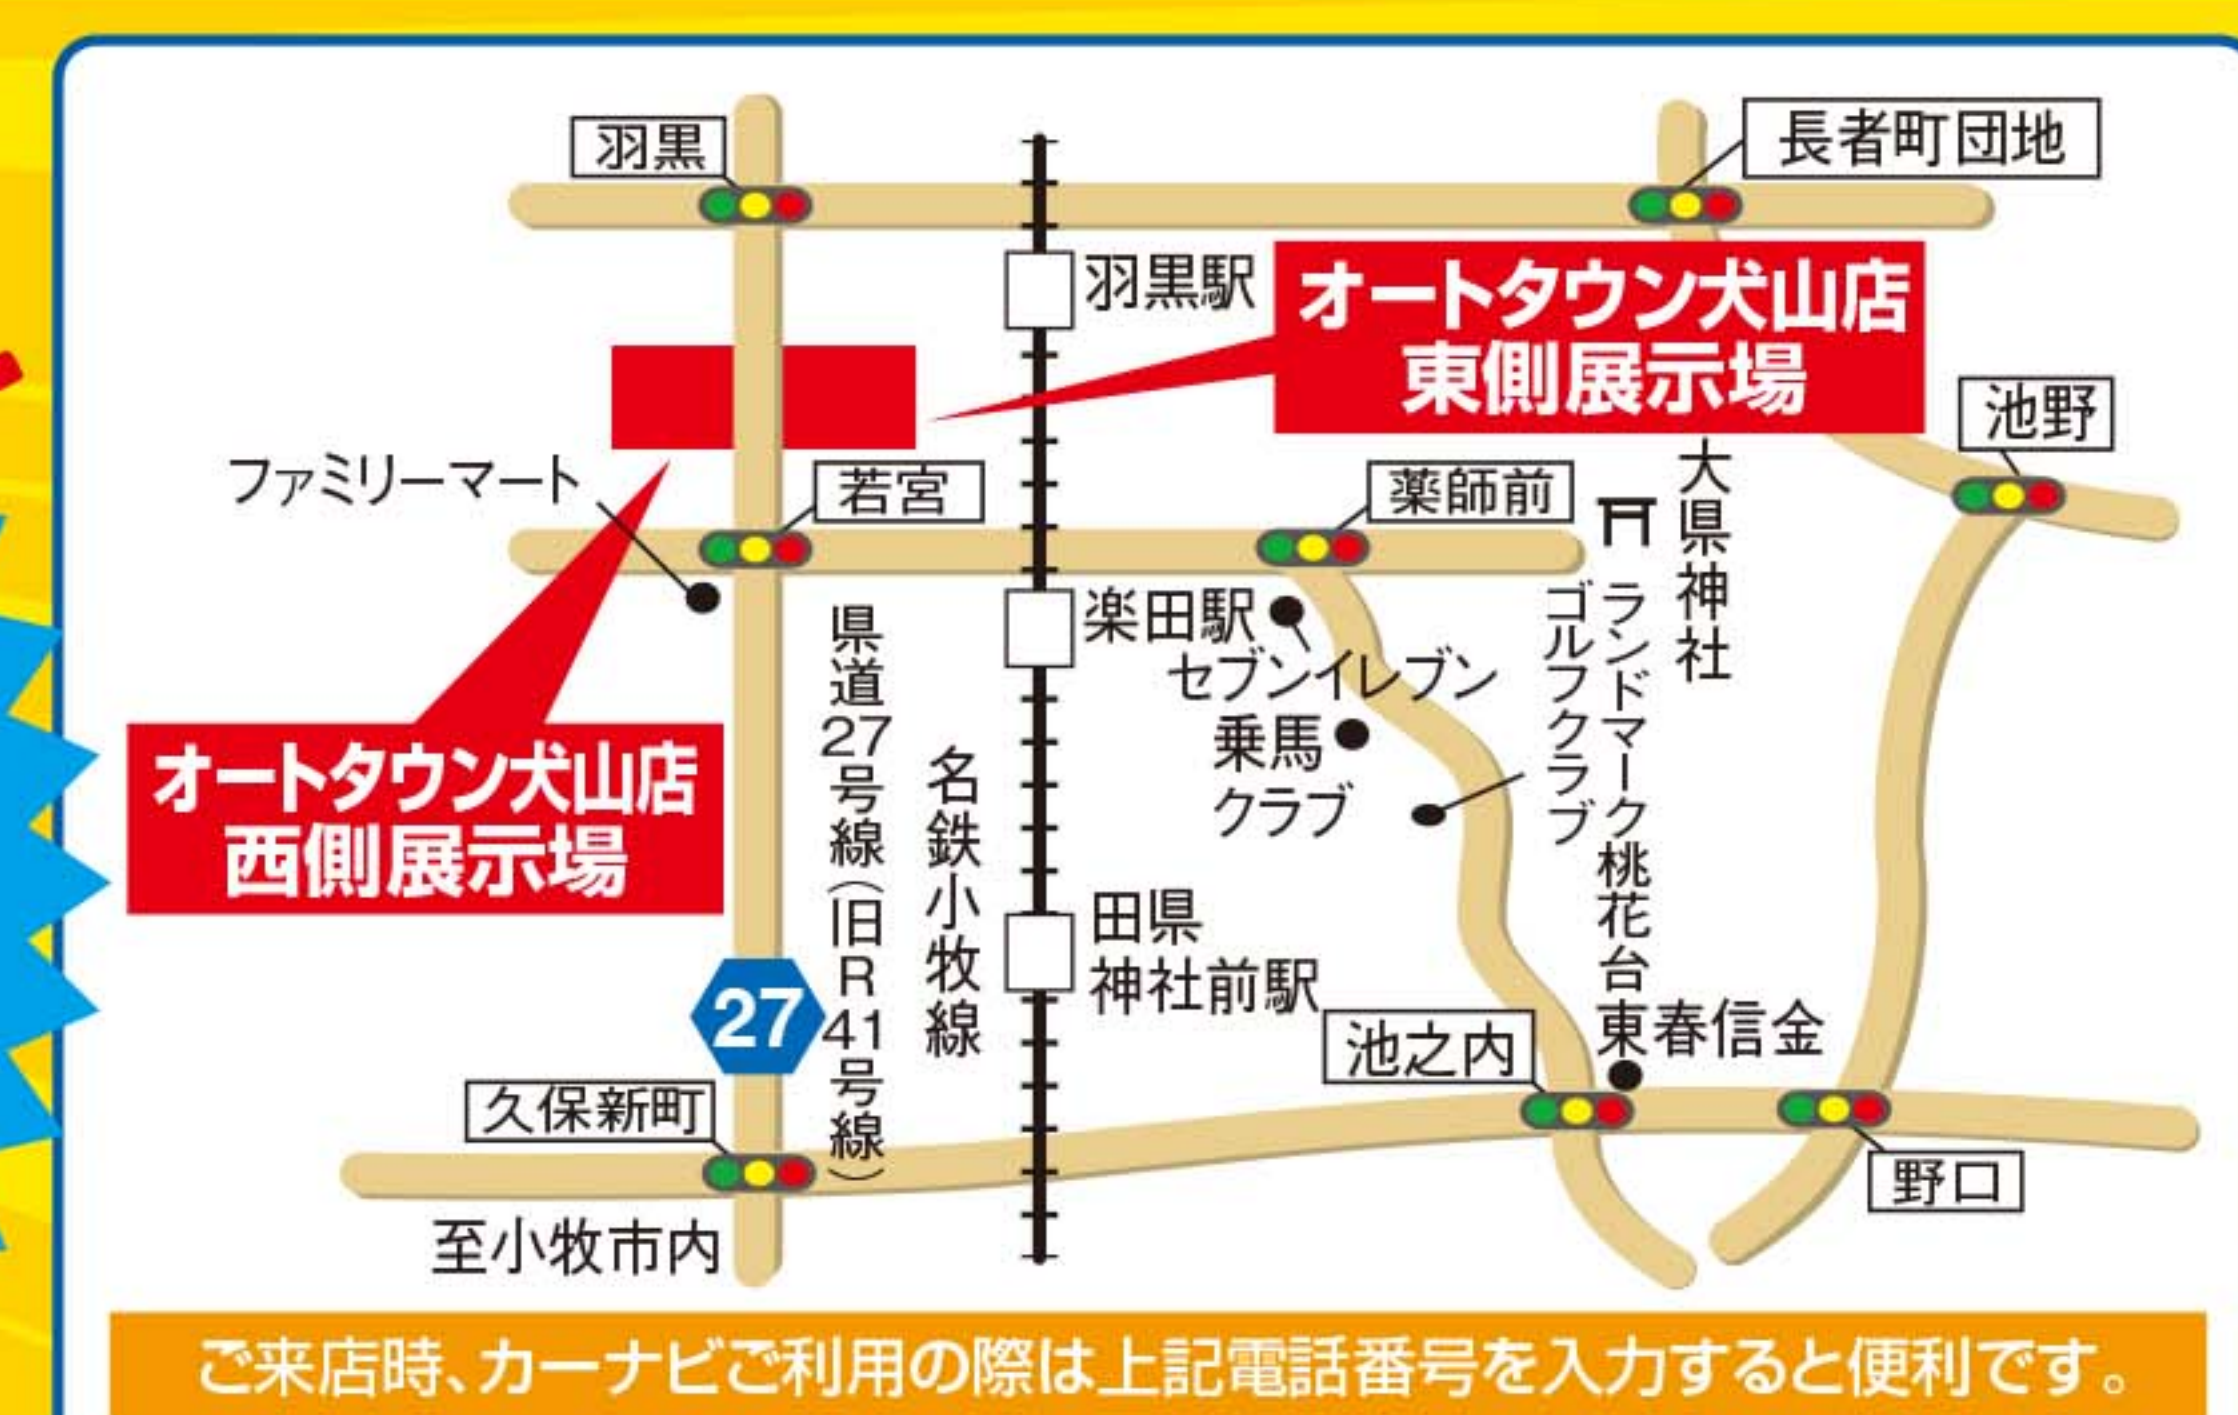 羽黒
長者町団地
羽黒駅
オートタウン犬山店
東側展示場
池野
ファミリーマート
若宮
薬師前
大県神社
楽田駅
セブンイレブン
乗馬
クラブ
ランドマーク桃花台
ゴルフクラブ
オートタウン犬山店
西側展示場
県道27号線(旧R41号線)
名鉄小牧線
田県
神社前駅
27
池之内
東春信金
久保新町
野口
至小牧市内
ご来店時、カーナビご利用の際は上記電話番号を入力すると便利です。